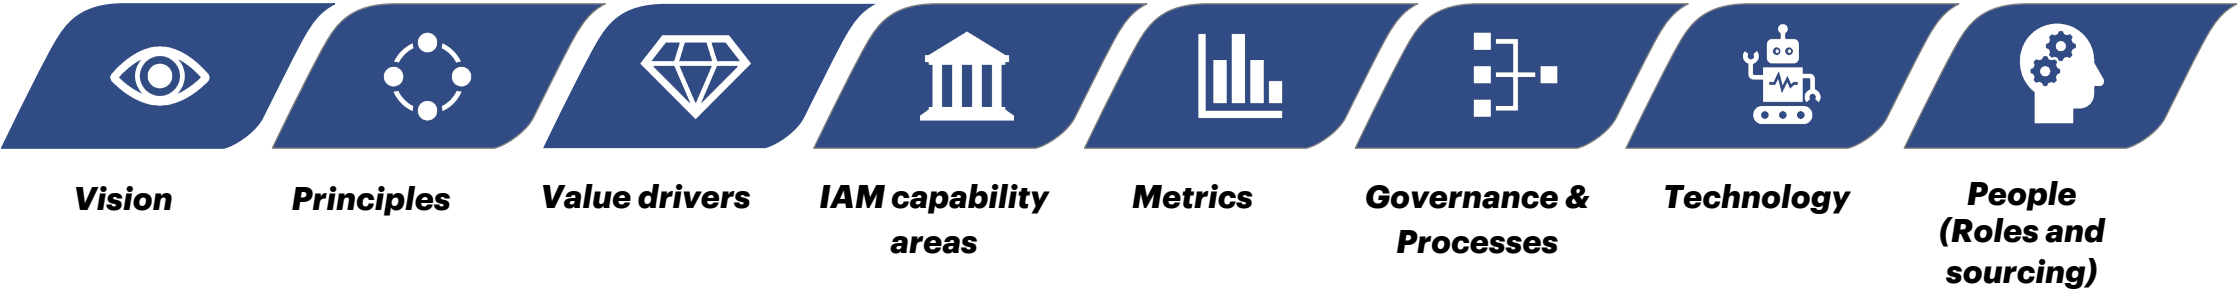 Vision
Principles
Value drivers
IAM capability
areas
Metrics
Governance &
Processes
Technology
People
(Roles and
sourcing)